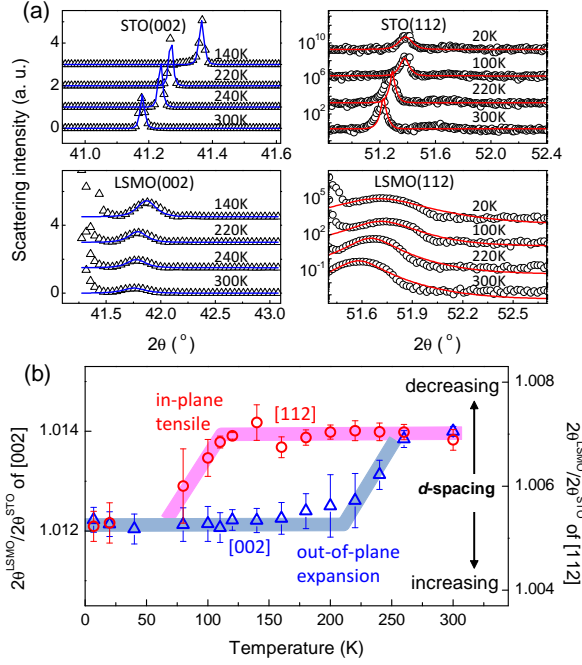 (a)
Scattering intensity (a. u.)
STO(002)
4
2
0
140K
220K
240K
300K
41.0 41.2 41.4 41.6
STO(112)
10^10
10^6
10^2
20K
100K
220K
300K
51.2 51.6 52.0 52.4
LSMO(002)
4
0
140K
220K
240K
300K
41.5 42.0 42.5 43.0
2θ (°)
LSMO(112)
10^5
10^2
10^-1
20K
100K
220K
300K
51.6 52.0 52.4
2θ (°)
(b)
2θ^LSMO/2θ^STO of [002]
1.014
1.012
in-plane
tensile
[112]
[002]
out-of-plane
expansion
decreasing
d-spacing
increasing
1.008
1.006
1.004
2θ^LSMO/2θ^STO of [112]
0 50 100 150 200 250 300
Temperature (K)